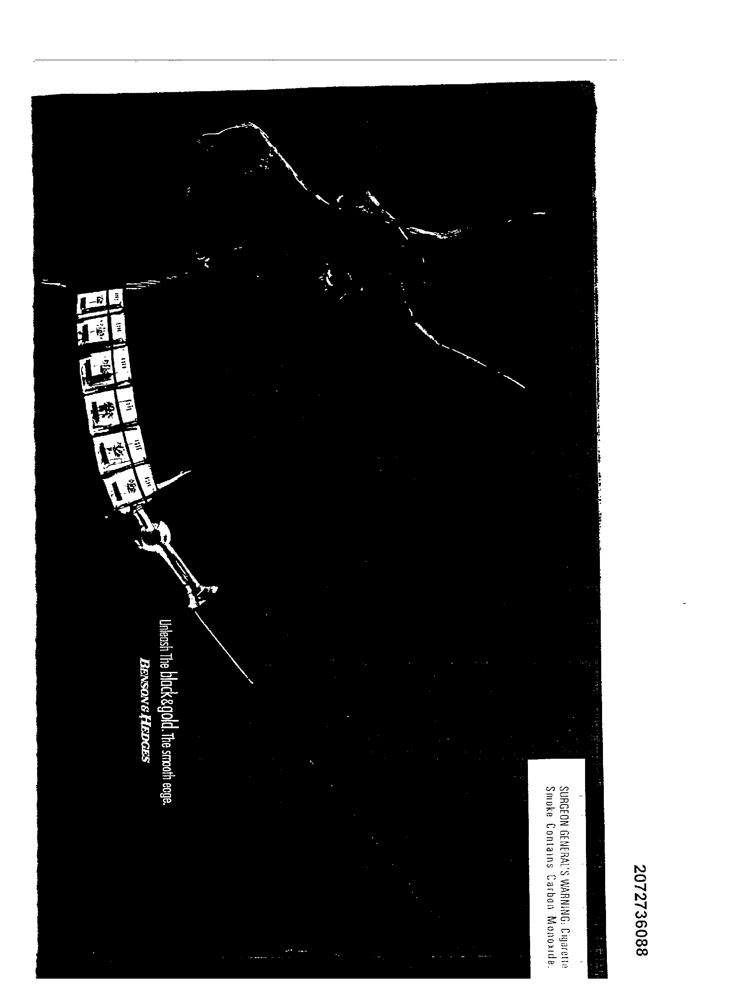 Unleash The black&gold. The smooth edge.
BENSON & HEDGES
SURGEON GENERAL'S WARNING: Cigarette
Smoke Contains Carbon Monoxide.
2072736088